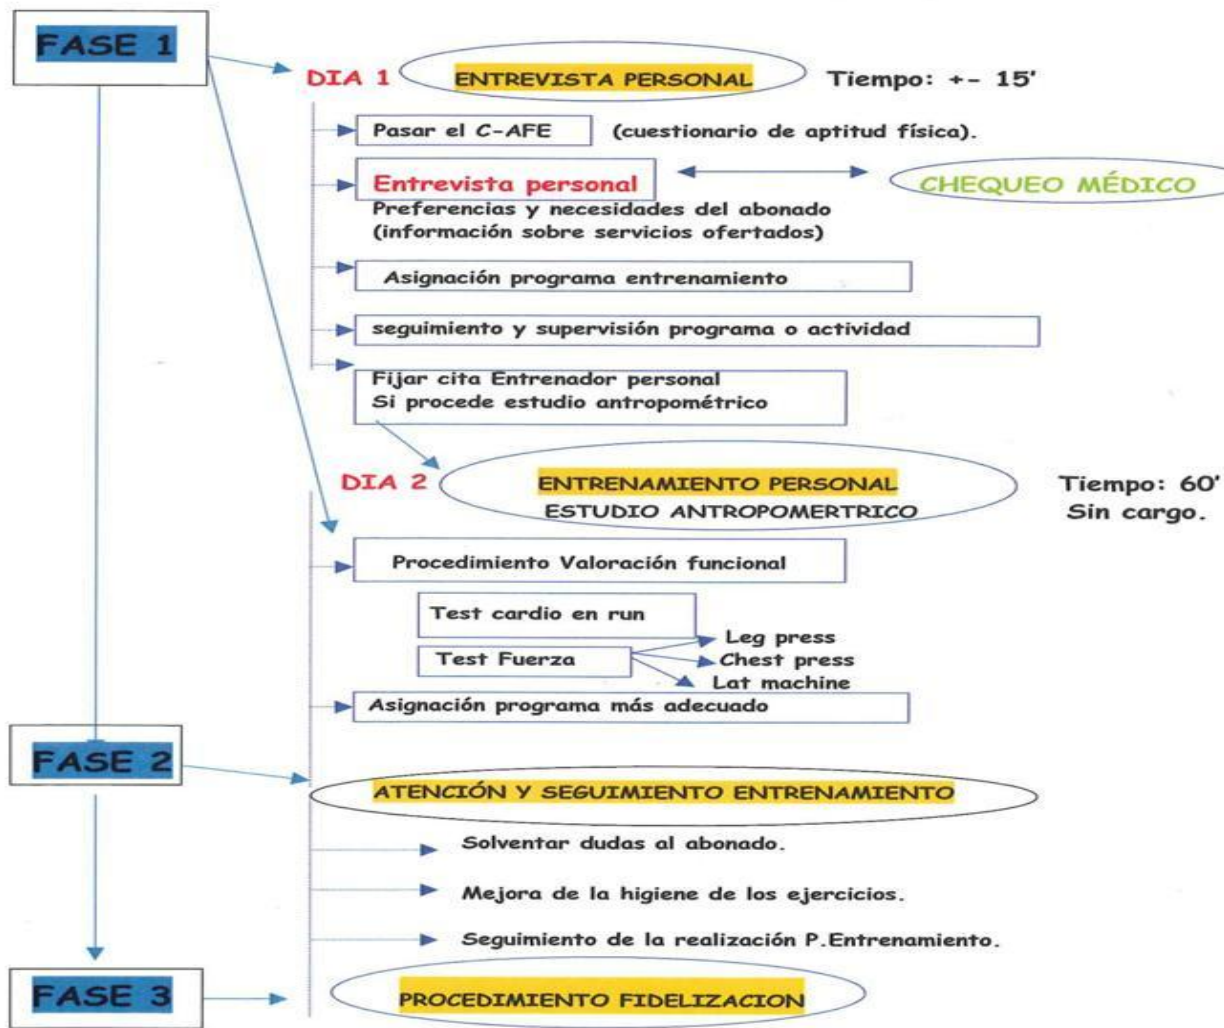 FASE 1
DIA 1 ENTREVISTA PERSONAL Tiempo: +- 15'
Pasar el C-AFE (cuestionario de aptitud física).
Entrevista personal CHEQUEO MÉDICO
Preferencias y necesidades del abonado
(información sobre servicios ofertados)
Asignación programa entrenamiento
seguimiento y supervisión programa o actividad
Fijar cita Entrenador personal
Si procede estudio antropométrico
DIA 2 ENTRENAMIENTO PERSONAL Tiempo: 60'
ESTUDIO ANTROPOMERTRICO Sin cargo.
Procedimiento Valoración funcional
Test cardio en run
Leg press
Test Fuerza Chest press
Lat machine
Asignación programa más adecuado
FASE 2
ATENCIÓN Y SEGUIMIENTO ENTRENAMIENTO
Solventar dudas al abonado.
Mejora de la higiene de los ejercicios.
Seguimiento de la realización P.Entrenamiento.
FASE 3 PROCEDIMIENTO FIDELIZACION